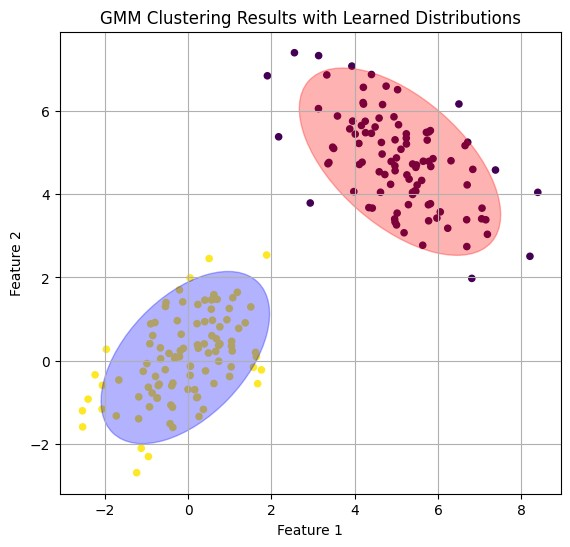 GMM Clustering Results with Learned Distributions
Feature 2
6
4
2
0
−2
−2 0 2 4 6 8
Feature 1